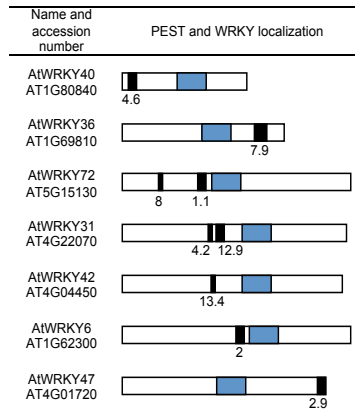 Name and
accession
number
PEST and WRKY localization
AtWRKY40
AT1G80840
4.6
AtWRKY36
AT1G69810
7.9
AtWRKY72
AT5G15130
8 1.1
AtWRKY31
AT4G22070
4.2 12.9
AtWRKY42
AT4G04450
13.4
AtWRKY6
AT1G62300
2
AtWRKY47
AT4G01720
2.9